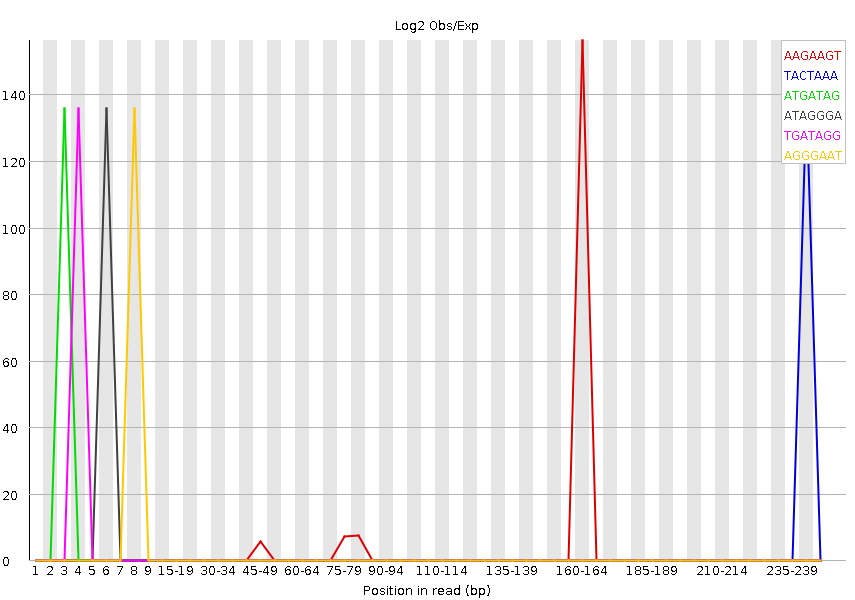 Log2 Obs/Exp
AAGAAGT
TACTAAA
ATGATAG
ATAGGGA
TGATAGG
AGGGAAT
140
120
100
80
60
40
20
0
1 2 3 4 5 6 7 8 9 15-19 30-34 45-49 60-64 75-79 90-94 110-114 135-139 160-164 185-189 210-214 235-239
Position in read (bp)